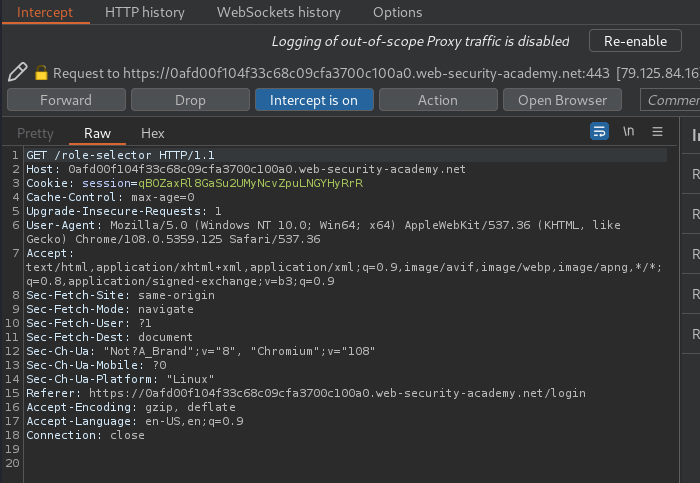 Intercept HTTP history WebSockets history Options
Logging of out-of-scope Proxy traffic is disabled Re-enable
Request to https://0afd00f104f33c68c09cfa3700c100a0.web-security-academy.net:443 [79.125.84.16
Forward Drop Intercept is on Action Open Browser Commen
Pretty Raw Hex \n
1 GET /role-selector HTTP/1.1
2 Host: 0afd00f104f33c68c09cfa3700c100a0.web-security-academy.net
3 Cookie: session=qBOZaxRl8GaSu2UMyNcvZpuLNGYHyRrR
4 Cache-Control: max-age=0
5 Upgrade-Insecure-Requests: 1
6 User-Agent: Mozilla/5.0 (Windows NT 10.0; Win64; x64) AppleWebKit/537.36 (KHTML, like
Gecko) Chrome/108.0.5359.125 Safari/537.36
7 Accept:
text/html,application/xhtml+xml,application/xml;q=0.9,image/avif,image/webp,image/apng,*/*;
q=0.8,application/signed-exchange;v=b3;q=0.9
8 Sec-Fetch-Site: same-origin
9 Sec-Fetch-Mode: navigate
10 Sec-Fetch-User: ?1
11 Sec-Fetch-Dest: document
12 Sec-Ch-Ua: "Not?A_Brand";v="8", "Chromium";v="108"
13 Sec-Ch-Ua-Mobile: ?0
14 Sec-Ch-Ua-Platform: "Linux"
15 Referer: https://0afd00f104f33c68c09cfa3700c100a0.web-security-academy.net/login
16 Accept-Encoding: gzip, deflate
17 Accept-Language: en-US,en;q=0.9
18 Connection: close
19
20
I
R
R
R
R
R